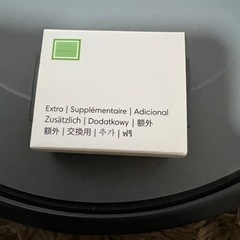 Extra | Supplémentaire | Adicional
Zusätzlich | Dodatkowy | 额外
額外 | 交換用 | 추가 |